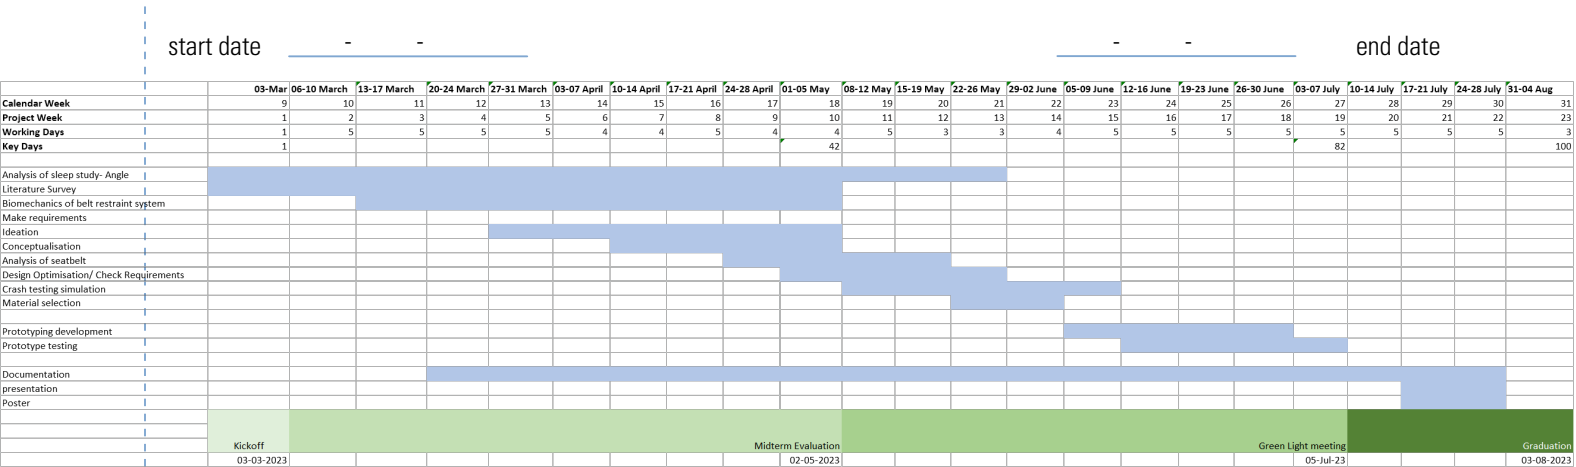 start date - - - - end date
03-Mar 06-10 March 13-17 March 20-24 March 27-31 March 03-07 April 10-14 April 17-21 April 24-28 April 01-05 May 08-12 May 15-19 May 22-26 May 29-02 June 05-09 June 12-16 June 19-23 June 26-30 June 03-07 July 10-14 July 17-21 July 24-28 July 31-04 Aug
Calendar Week 9 10 11 12 13 14 15 16 17 18 19 20 21 22 23 24 25 26 27 28 29 30 31
Project Week 1 2 3 4 5 6 7 8 9 10 11 12 13 14 15 16 17 18 19 20 21 22 23
Working Days 1 5 5 5 5 4 4 5 4 4 5 3 3 4 5 5 5 5 5 5 5 5 3
Key Days 1 42 82 100
Analysis of sleep study- Angle
Literature Survey
Biomechanics of belt restraint system
Make requirements
Ideation
Conceptualisation
Analysis of seatbelt
Design Optimisation/ Check Requirements
Crash testing simulation
Material selection
Prototyping development
Prototype testing
Documentation
presentation
Poster
Kickoff Midterm Evaluation Green Light meeting Graduation
03-03-2023 02-05-2023 05-Jul-23 03-08-2023